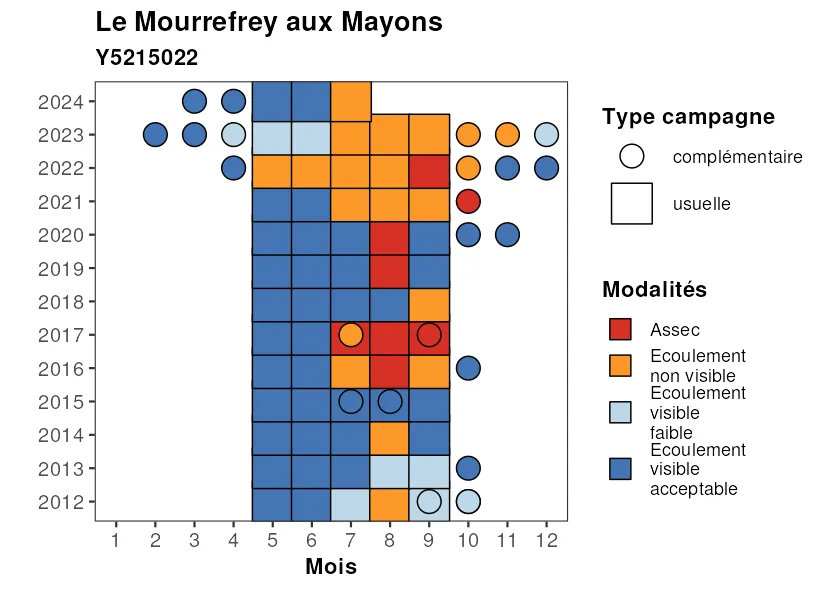 Le Mourrefrey aux Mayons
Y5215022
2024
2023
2022
2021
2020
2019
2018
2017
2016
2015
2014
2013
2012
1 2 3 4 5 6 7 8 9 10 11 12
Mois
Type campagne
complémentaire
usuelle
Modalités
Assec
Ecoulement
non visible
Ecoulement
visible
faible
Ecoulement
visible
acceptable